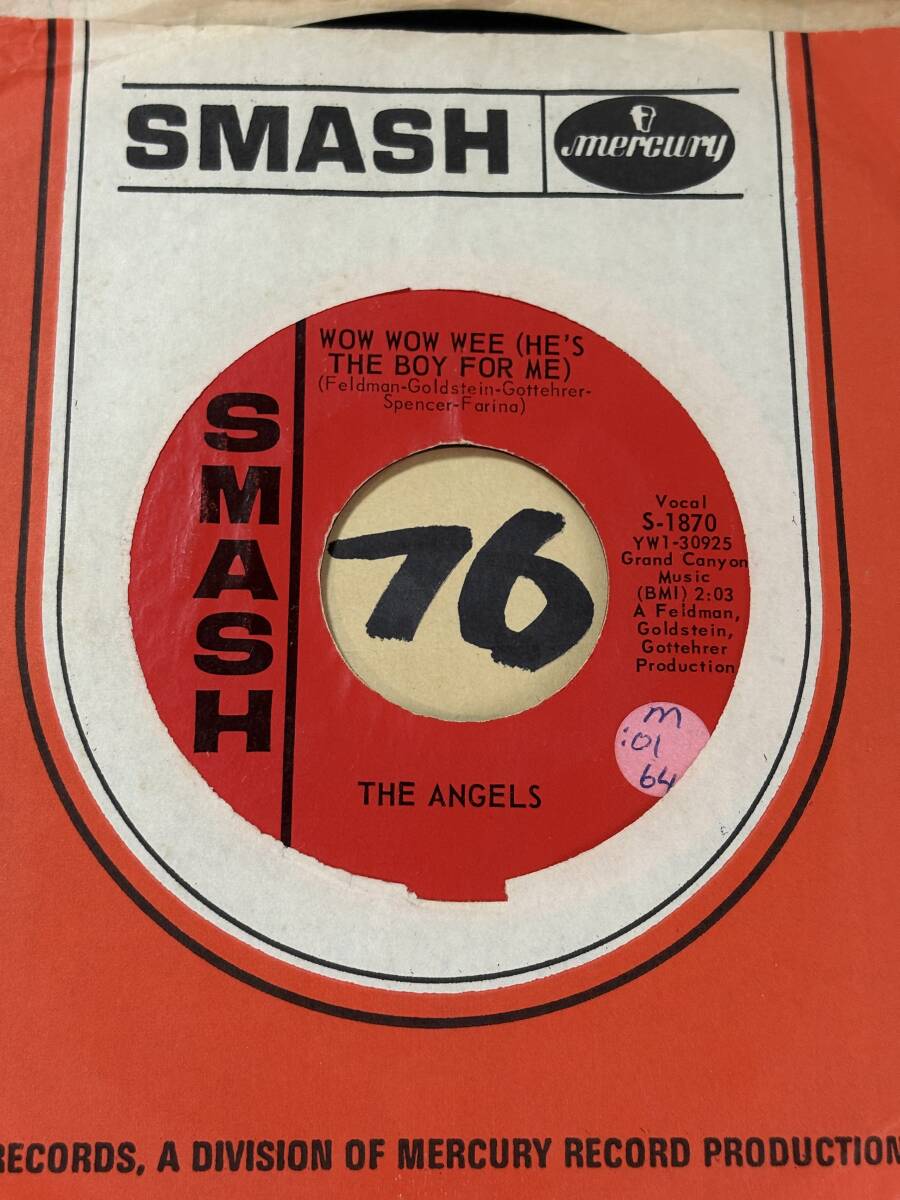 SMASH
mercury
WOW WOW WEE (HE'S
THE BOY FOR ME)
(Feldman-Goldstein-Gottehrer-
Spencer-Farina)
SMASH
Vocal
S-1870
YW1-30925
Grand Canyon
Music
(BMI) 2:03
A Feldman,
Goldstein,
Gottehrer
Production
76
M
:01
64
THE ANGELS
RECORDS, A DIVISION OF MERCURY RECORD PRODUCTION